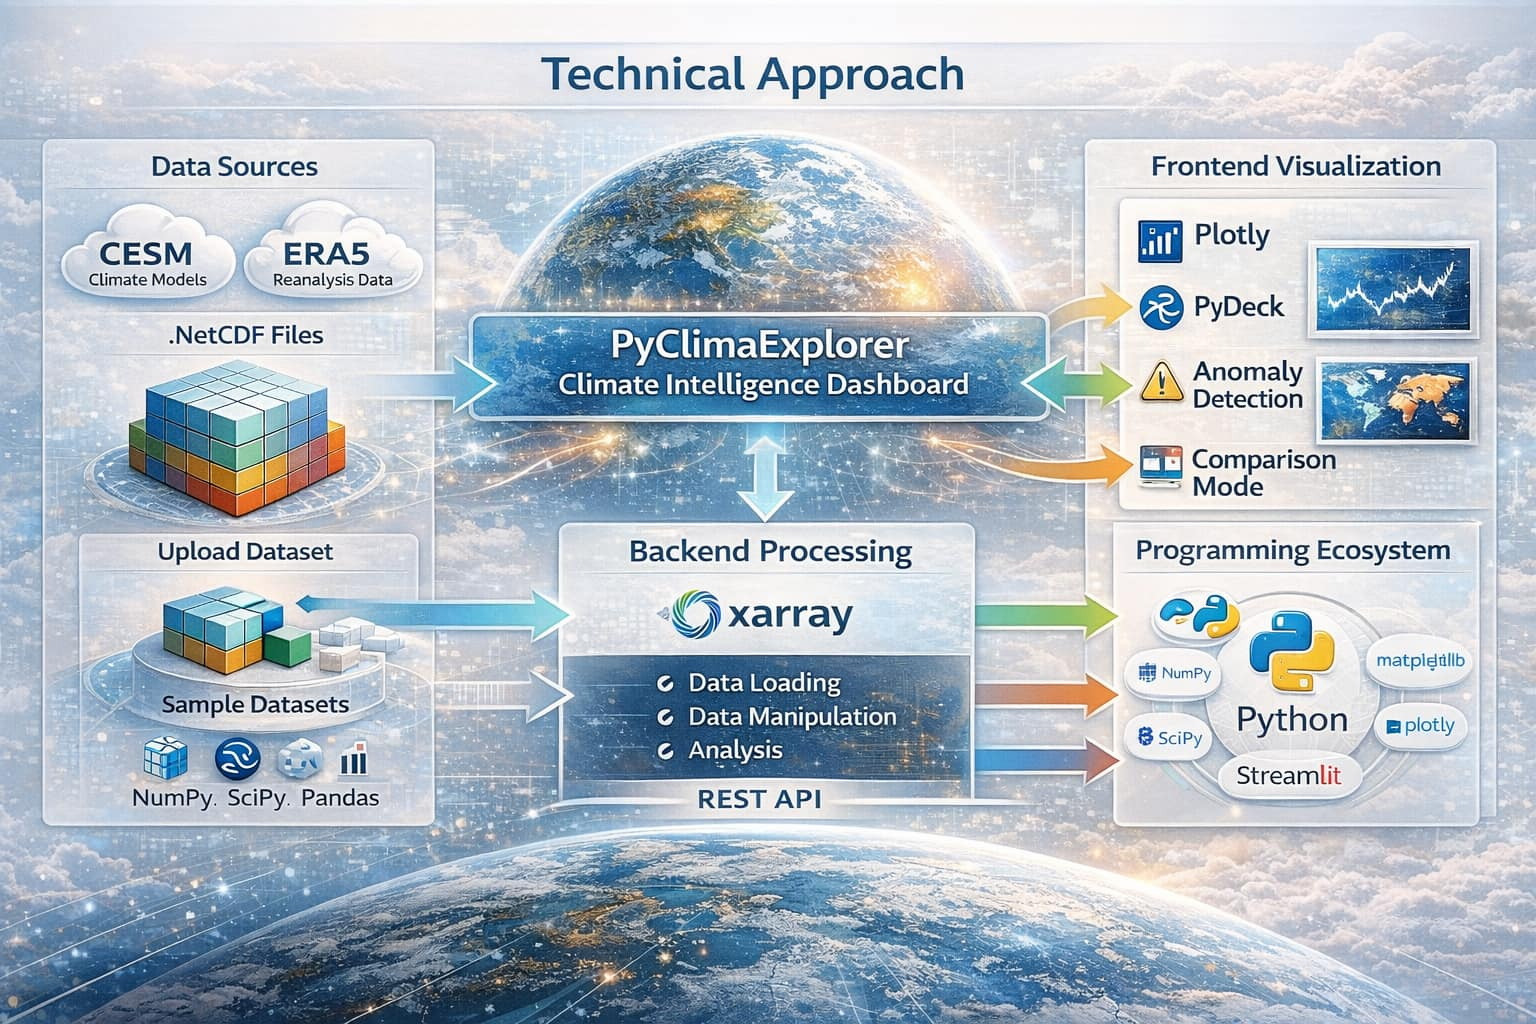 Technical Approach
Data Sources
CESM
Climate Models
ERA5
Reanalysis Data
.NetCDF Files
Upload Dataset
Sample Datasets
NumPy. SciPy. Pandas
PyClimaExplorer
Climate Intelligence Dashboard
Backend Processing
xarray
Data Loading
Data Manipulation
Analysis
REST API
Frontend Visualization
Plotly
PyDeck
Anomaly
Detection
Comparison
Mode
Programming Ecosystem
NumPy
SciPy
Python
plotly
Streamlit